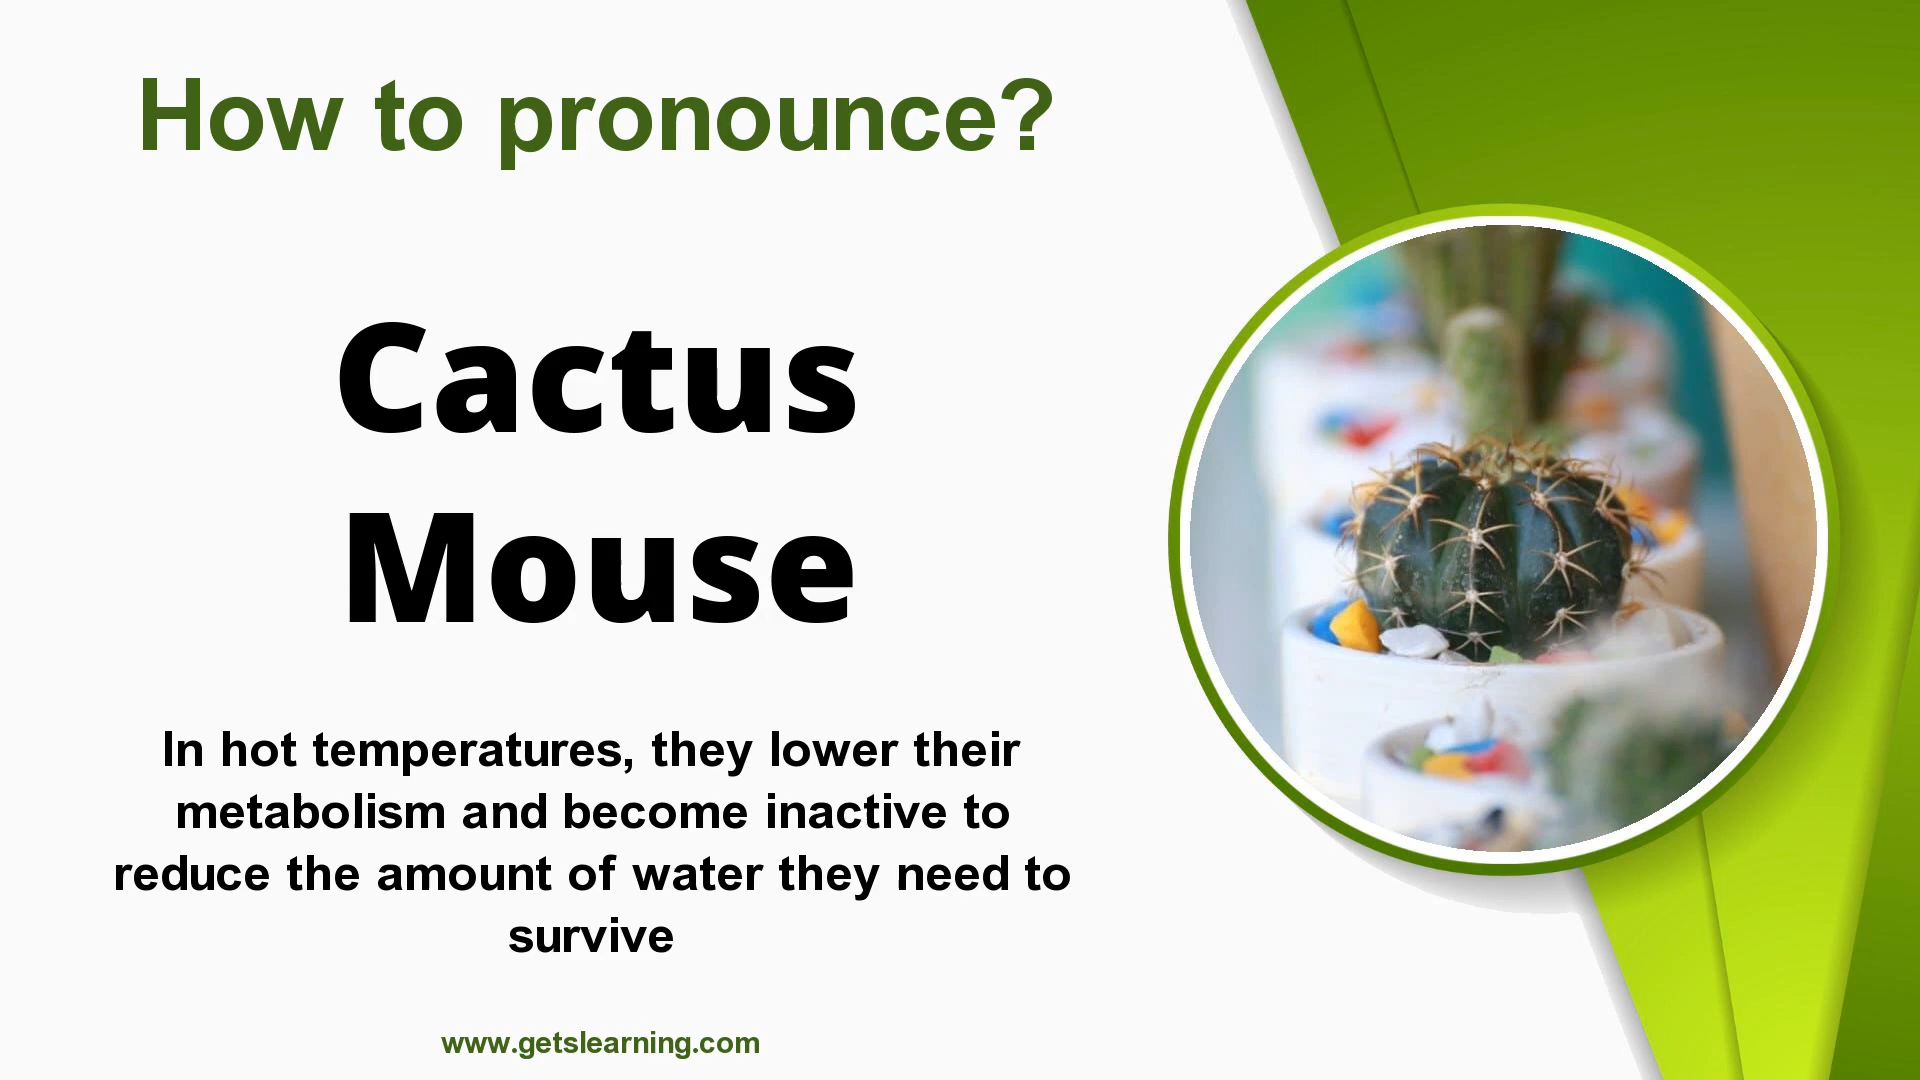 How to pronounce?
Cactus
Mouse
In hot temperatures, they lower their
metabolism and become inactive to
reduce the amount of water they need to
survive
www.getslearning.com